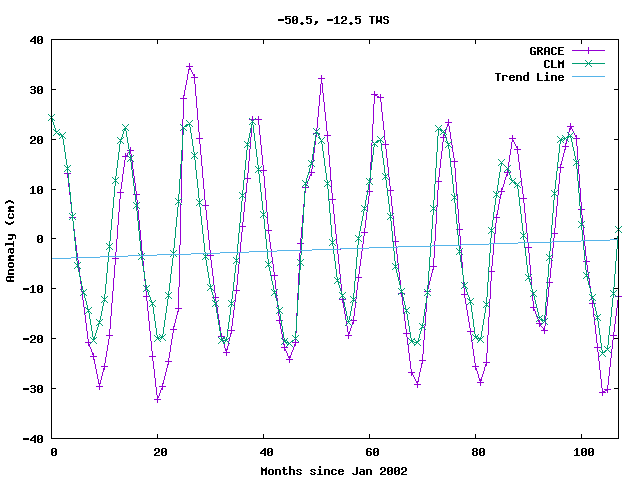 -50.5, -12.5 TWS
GRACE
CLM
Trend Line
40
30
20
10
0
-10
-20
-30
-40
Anomaly (cm)
0 20 40 60 80 100
Months since Jan 2002